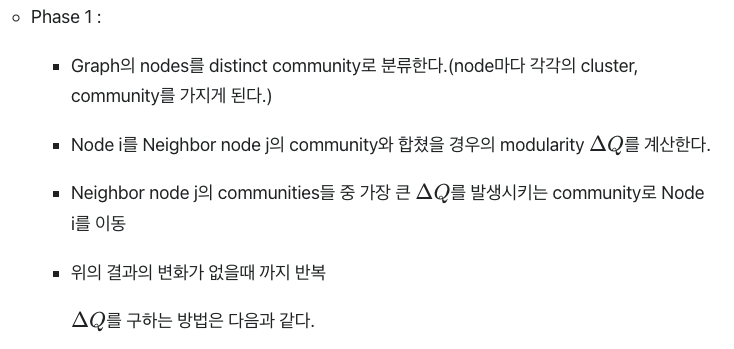 Phase 1 :
Graph의 nodes를 distinct community로 분류한다.(node마다 각각의 cluster,
community를 가지게 된다.)
Node i를 Neighbor node j의 community와 합쳤을 경우의 modularity ΔQ를 계산한다.
Neighbor node j의 communities들 중 가장 큰 ΔQ를 발생시키는 community로 Node
i를 이동
위의 결과의 변화가 없을때 까지 반복
ΔQ를 구하는 방법은 다음과 같다.